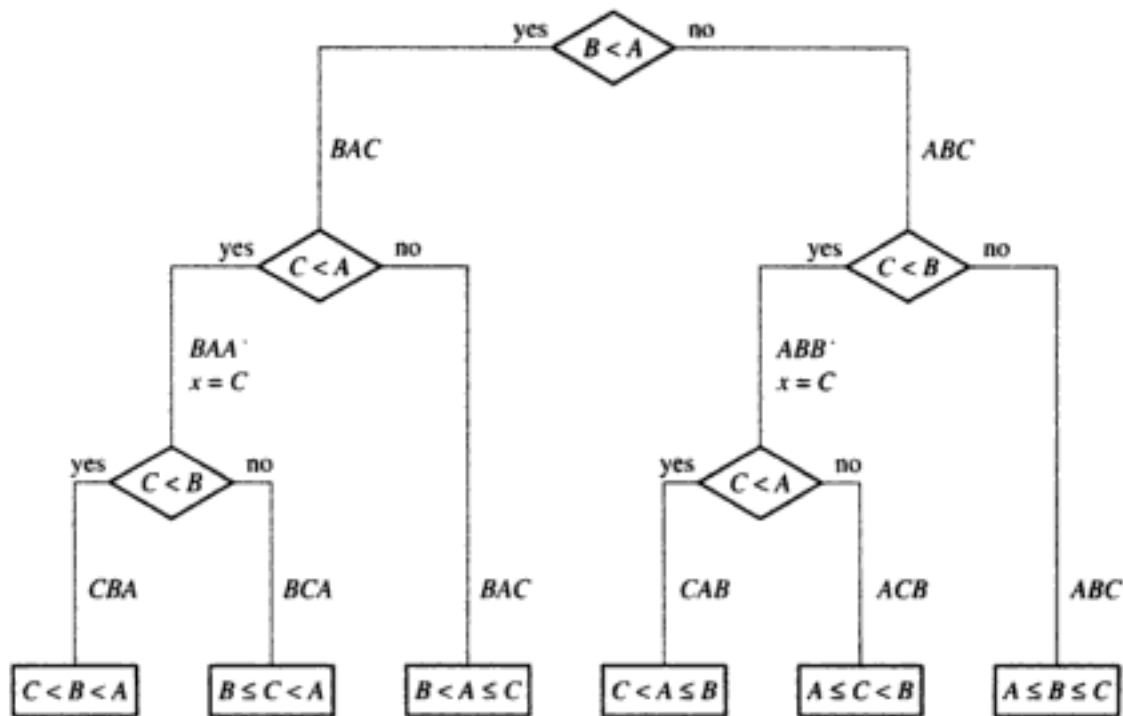 yes B < A no
BAC ABC
yes C < A no yes C < B no
BAA ABB
x = C x = C
yes C < B no yes C < A no
CBA BCA BAC CAB ACB ABC
C < B < A B ≤ C < A B < A ≤ C C < A ≤ B A ≤ C < B A ≤ B ≤ C